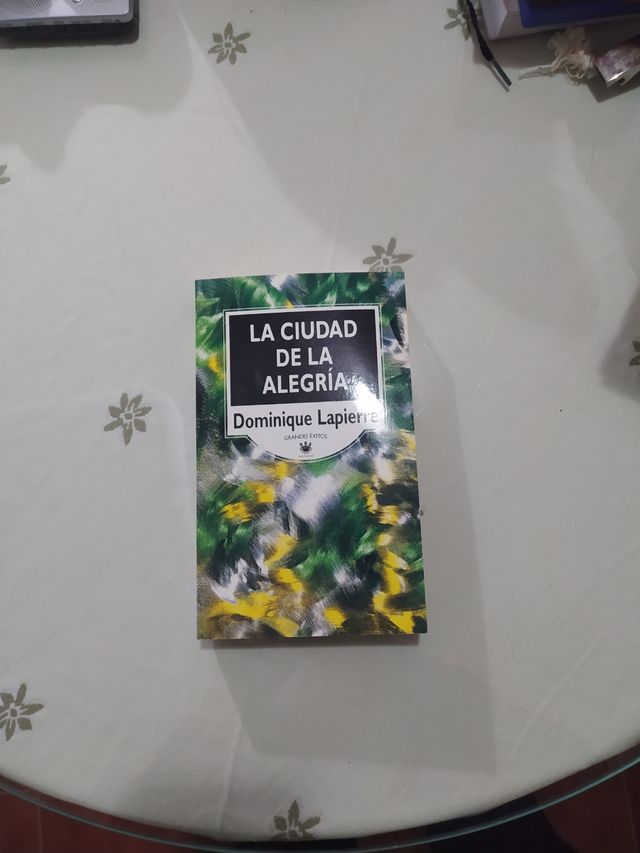 LA CIUDAD
DE LA
ALEGRÍA
Dominique Lapierre
GRANDES ÉXITOS